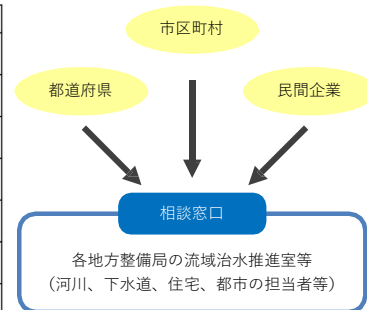 市区町村
都道府県
民間企業
相談窓口
各地方整備局の流域治水推進室等
（河川、下水道、住宅、都市の担当者等）